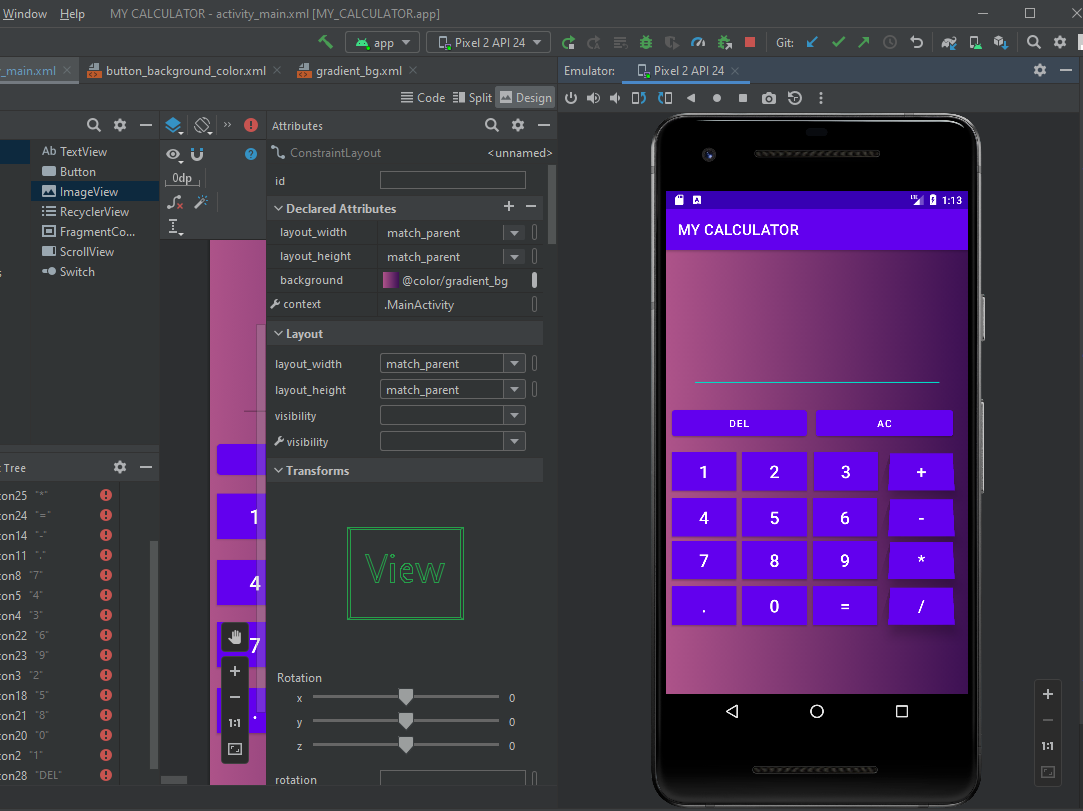 Window Help MY CALCULATOR - activity_main.xml [MY_CALCULATOR.app]
app Pixel 2 API 24 Git:
_main.xml button_background_color.xml gradient_bg.xml Emulator: Pixel 2 API 24
Code Split Design
Attributes
Ab TextView
Button
ImageView
RecyclerView
FragmentCo...
ScrollView
Switch
0dp
ConstraintLayout <unnamed>
id
Declared Attributes
layout_width match_parent
layout_height match_parent
background @color/gradient_bg
context .MainActivity
Layout
layout_width match_parent
layout_height match_parent
visibility
visibility
Transforms
View
Rotation
x 0
y 0
z 0
rotation
t Tree
ton25 "*"
ton24 "="
ton14 "-"
ton11 "."
ton8 "7"
ton5 "4"
ton4 "3"
ton22 "6"
ton23 "9"
ton3 "2"
ton18 "5"
ton21 "8"
ton20 "0"
ton2 "1"
ton28 "DEL"
1
4
7
.
1:1
LTE 1:13
MY CALCULATOR
DEL AC
1 2 3 +
4 5 6 -
7 8 9 *
. 0 = /
1:1